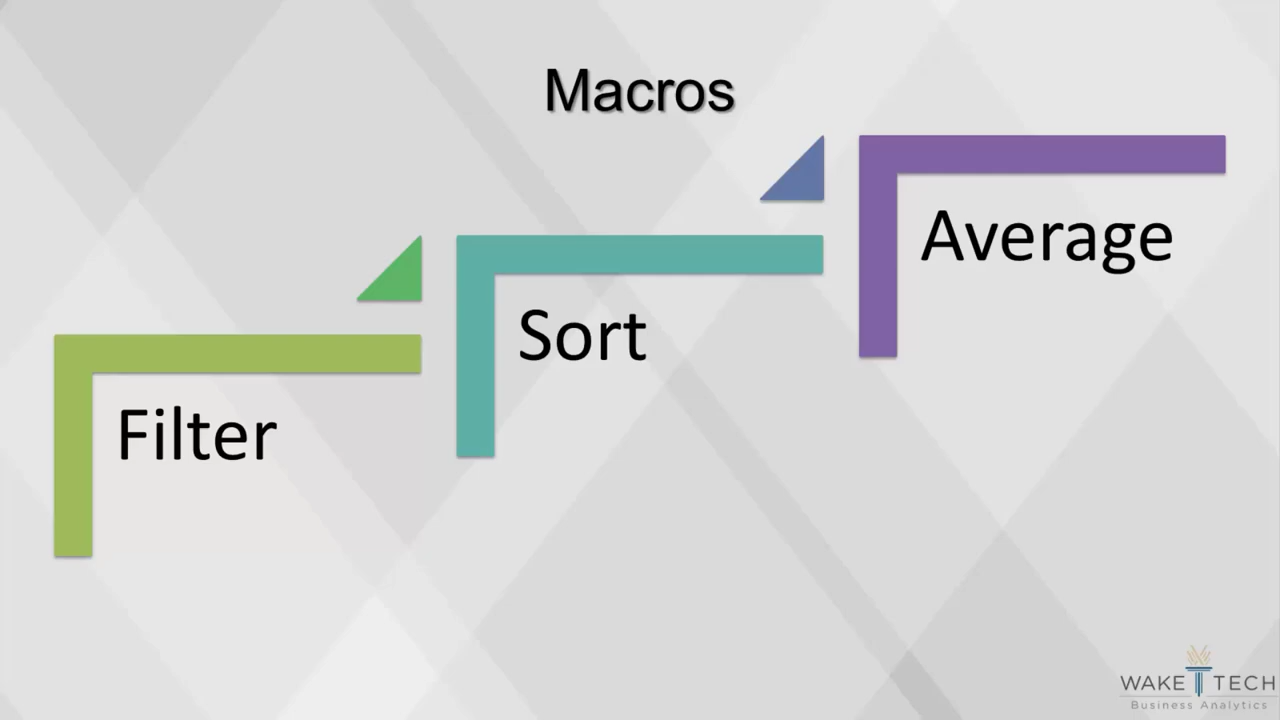 Macros
Filter
Sort
Average
WAKE TECH
Business Analytics